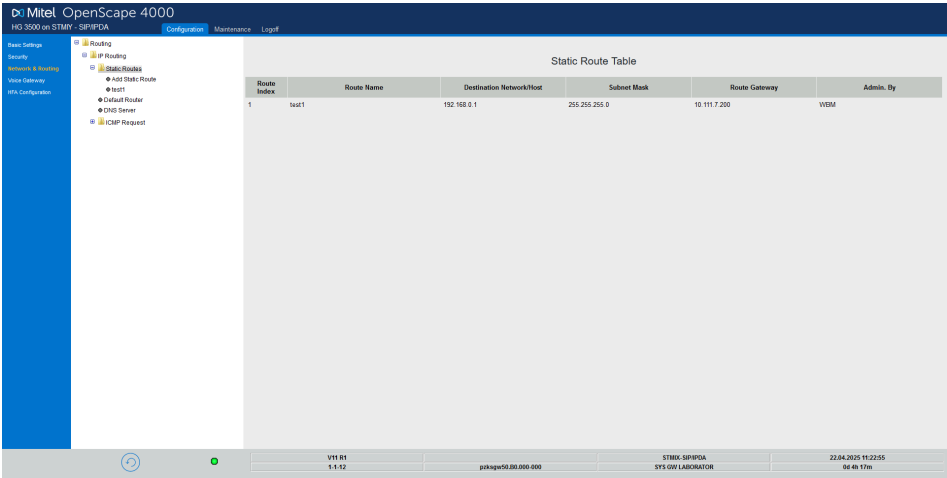 Mitel OpenScape 4000
HG 3500 on STMIY - SIP/IPDA
Configuration Maintenance Logoff
Basic Settings
Security
Network & Routing
Voice Gateway
HFA Configuration
Routing
IP Routing
Static Routes
Add Static Route
test1
Default Router
DNS Server
ICMP Request
Static Route Table
Route Index Route Name Destination Network/Host Subnet Mask Route Gateway Admin. By
1 test1 192.168.0.1 255.255.255.0 10.111.7.200 WBM
V11 R1 STMIX-SIP/IPDA 22.04.2025 11:22:55
1-1-12 pzksgw50.B0.000-000 SYS GW LABORATOR 0d 4h 17m